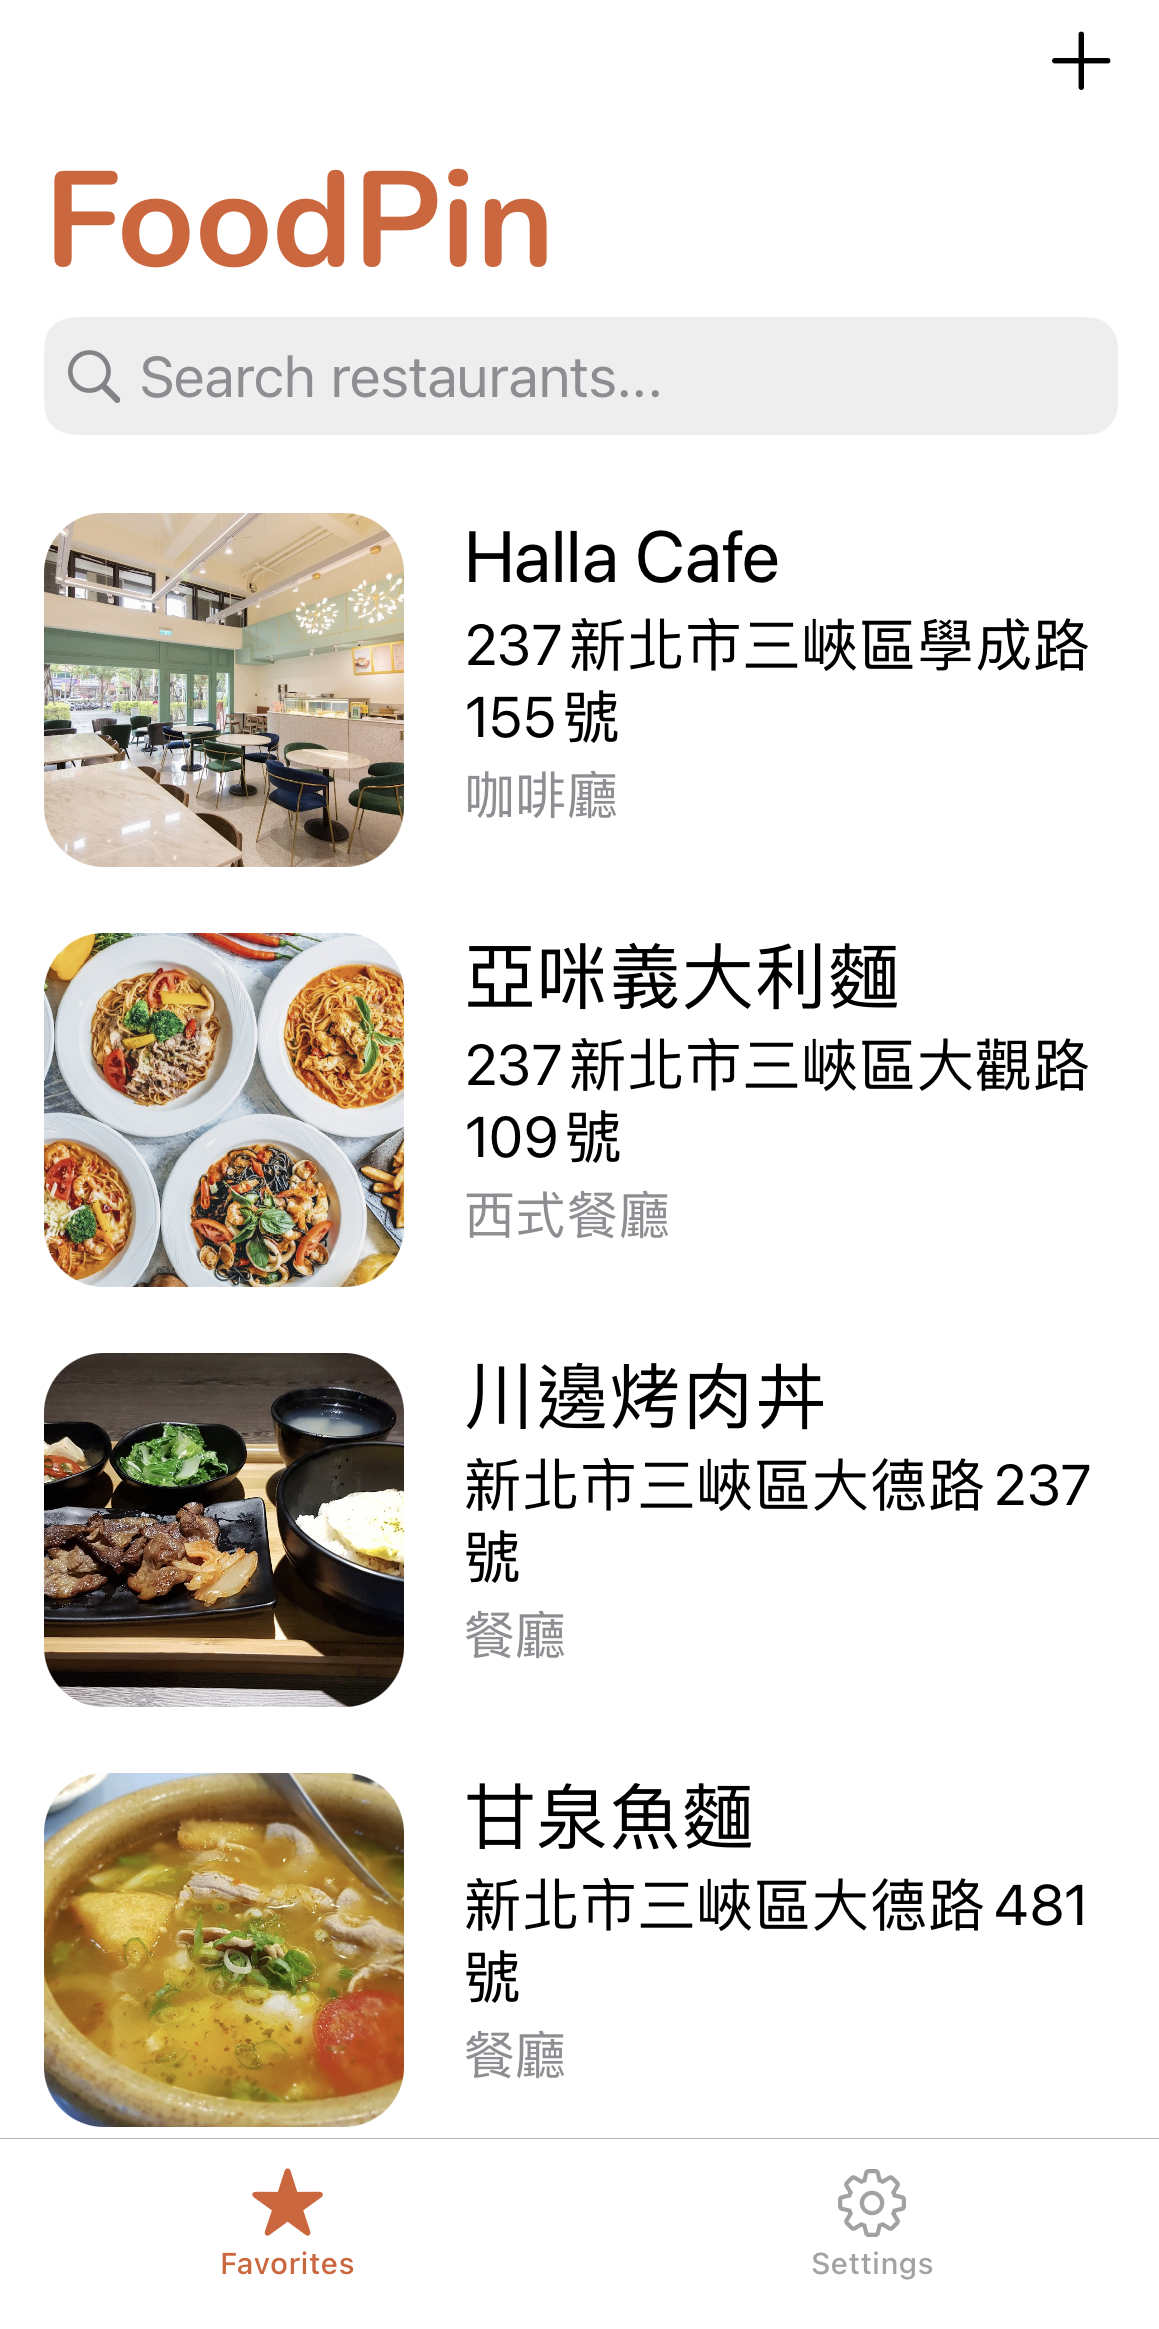 FoodPin
Search restaurants...
Halla Cafe
237新北市三峽區學成路
155號
咖啡廳
亞咪義大利麵
237新北市三峽區大觀路
109號
西式餐廳
川邊烤肉丼
新北市三峽區大德路237
號
餐廳
甘泉魚麵
新北市三峽區大德路481
號
餐廳
Favorites
Settings